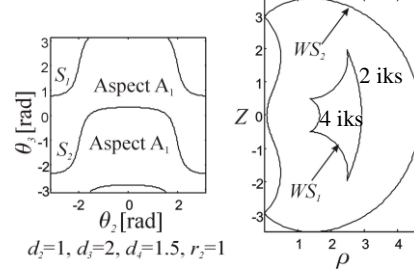 3
2
1
0
-1
-2
-3
S₁
Aspect A₁
S₂
Aspect A₁
θ₃ [rad]
-2
0
2
θ₂ [rad]
d₂=1, d₃=2, d₄=1.5, r₂=1
3
2
1
0
-1
-2
-3
Z
WS₂
2 iks
4 iks
WS₁
0
1
2
3
4
ρ